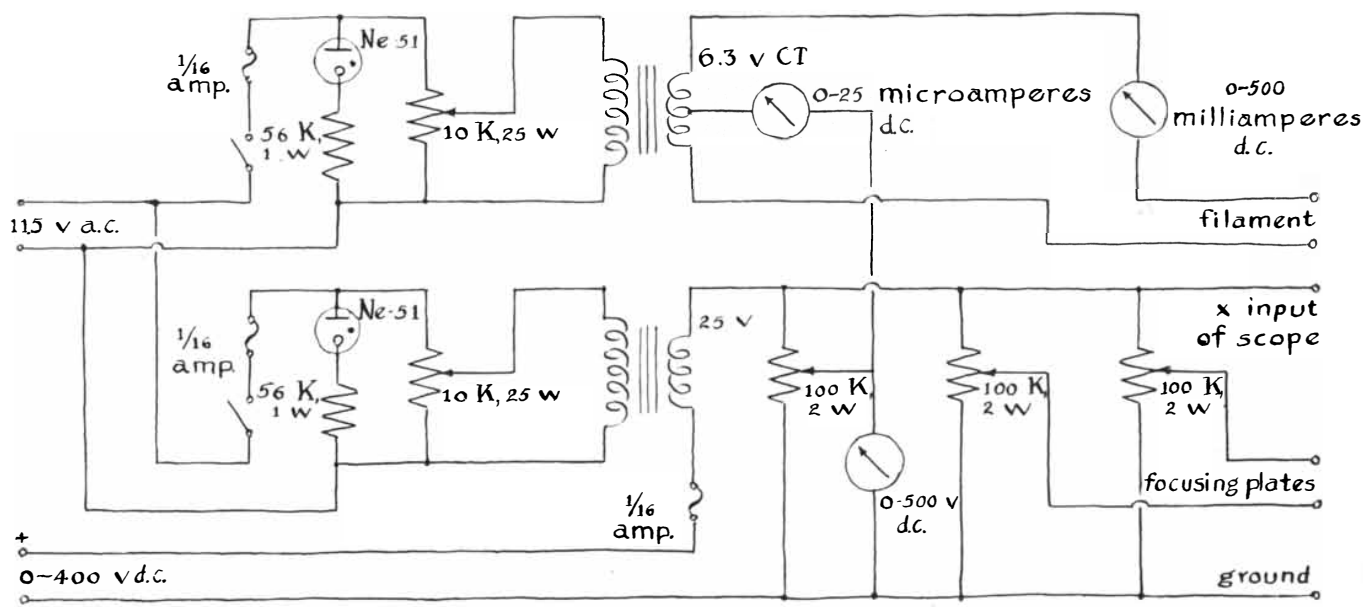 1/16
amp.
Ne-51
56 K,
1 W
10 K, 25 W
6.3 v CT
0-25 microamperes
d.c.
0-500
milliamperes
d.c.
115 v a.c.
filament
1/16
amp.
Ne-51
56 K,
1 W
10 K, 25 W
25 V
100 K,
2 W
100 K,
2 W
100 K,
2 W
x input
of scope
1/16
amp.
0-500 V
d.c.
focusing plates
+
0-400 v d.c.
ground